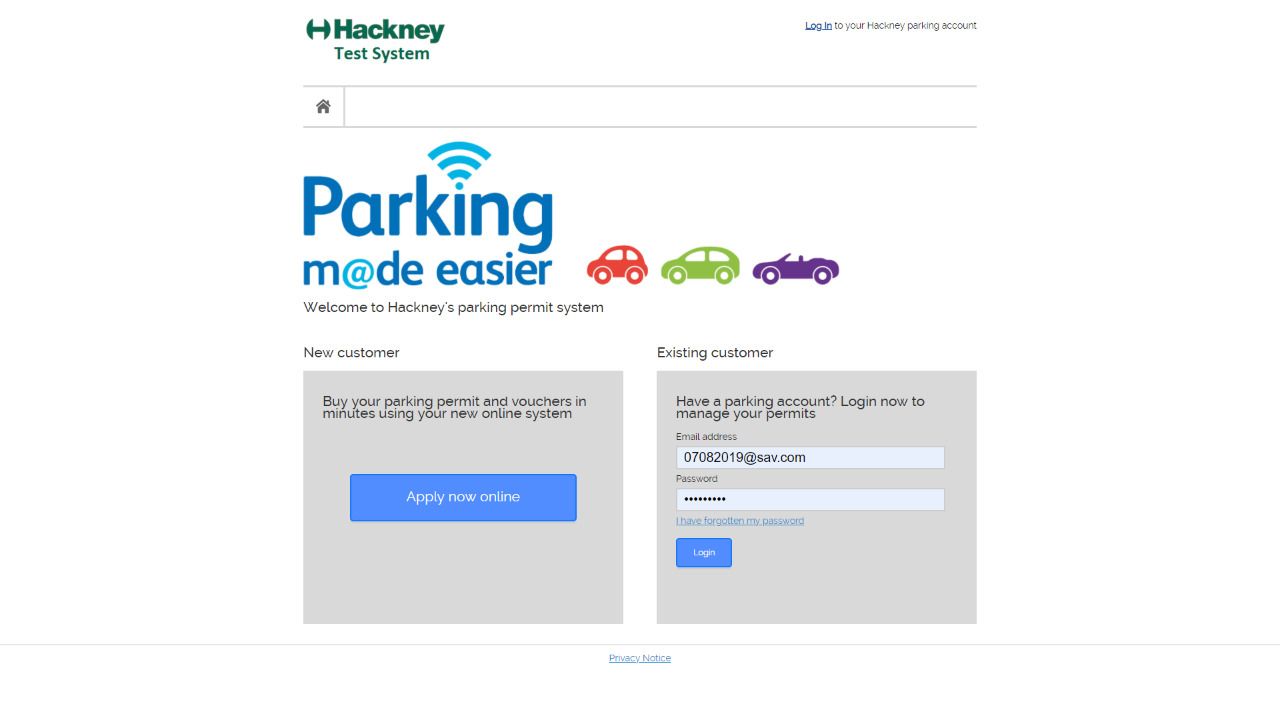 Hackney
Test System
Log In to your Hackney parking account
Parking
m@de easier
Welcome to Hackney's parking permit system
New customer
Buy your parking permit and vouchers in
minutes using your new online system
Apply now online
Existing customer
Have a parking account? Login now to
manage your permits
Email address
07082019@sav.com
Password
•••••••••
I have forgotten my password
Login
Privacy Notice